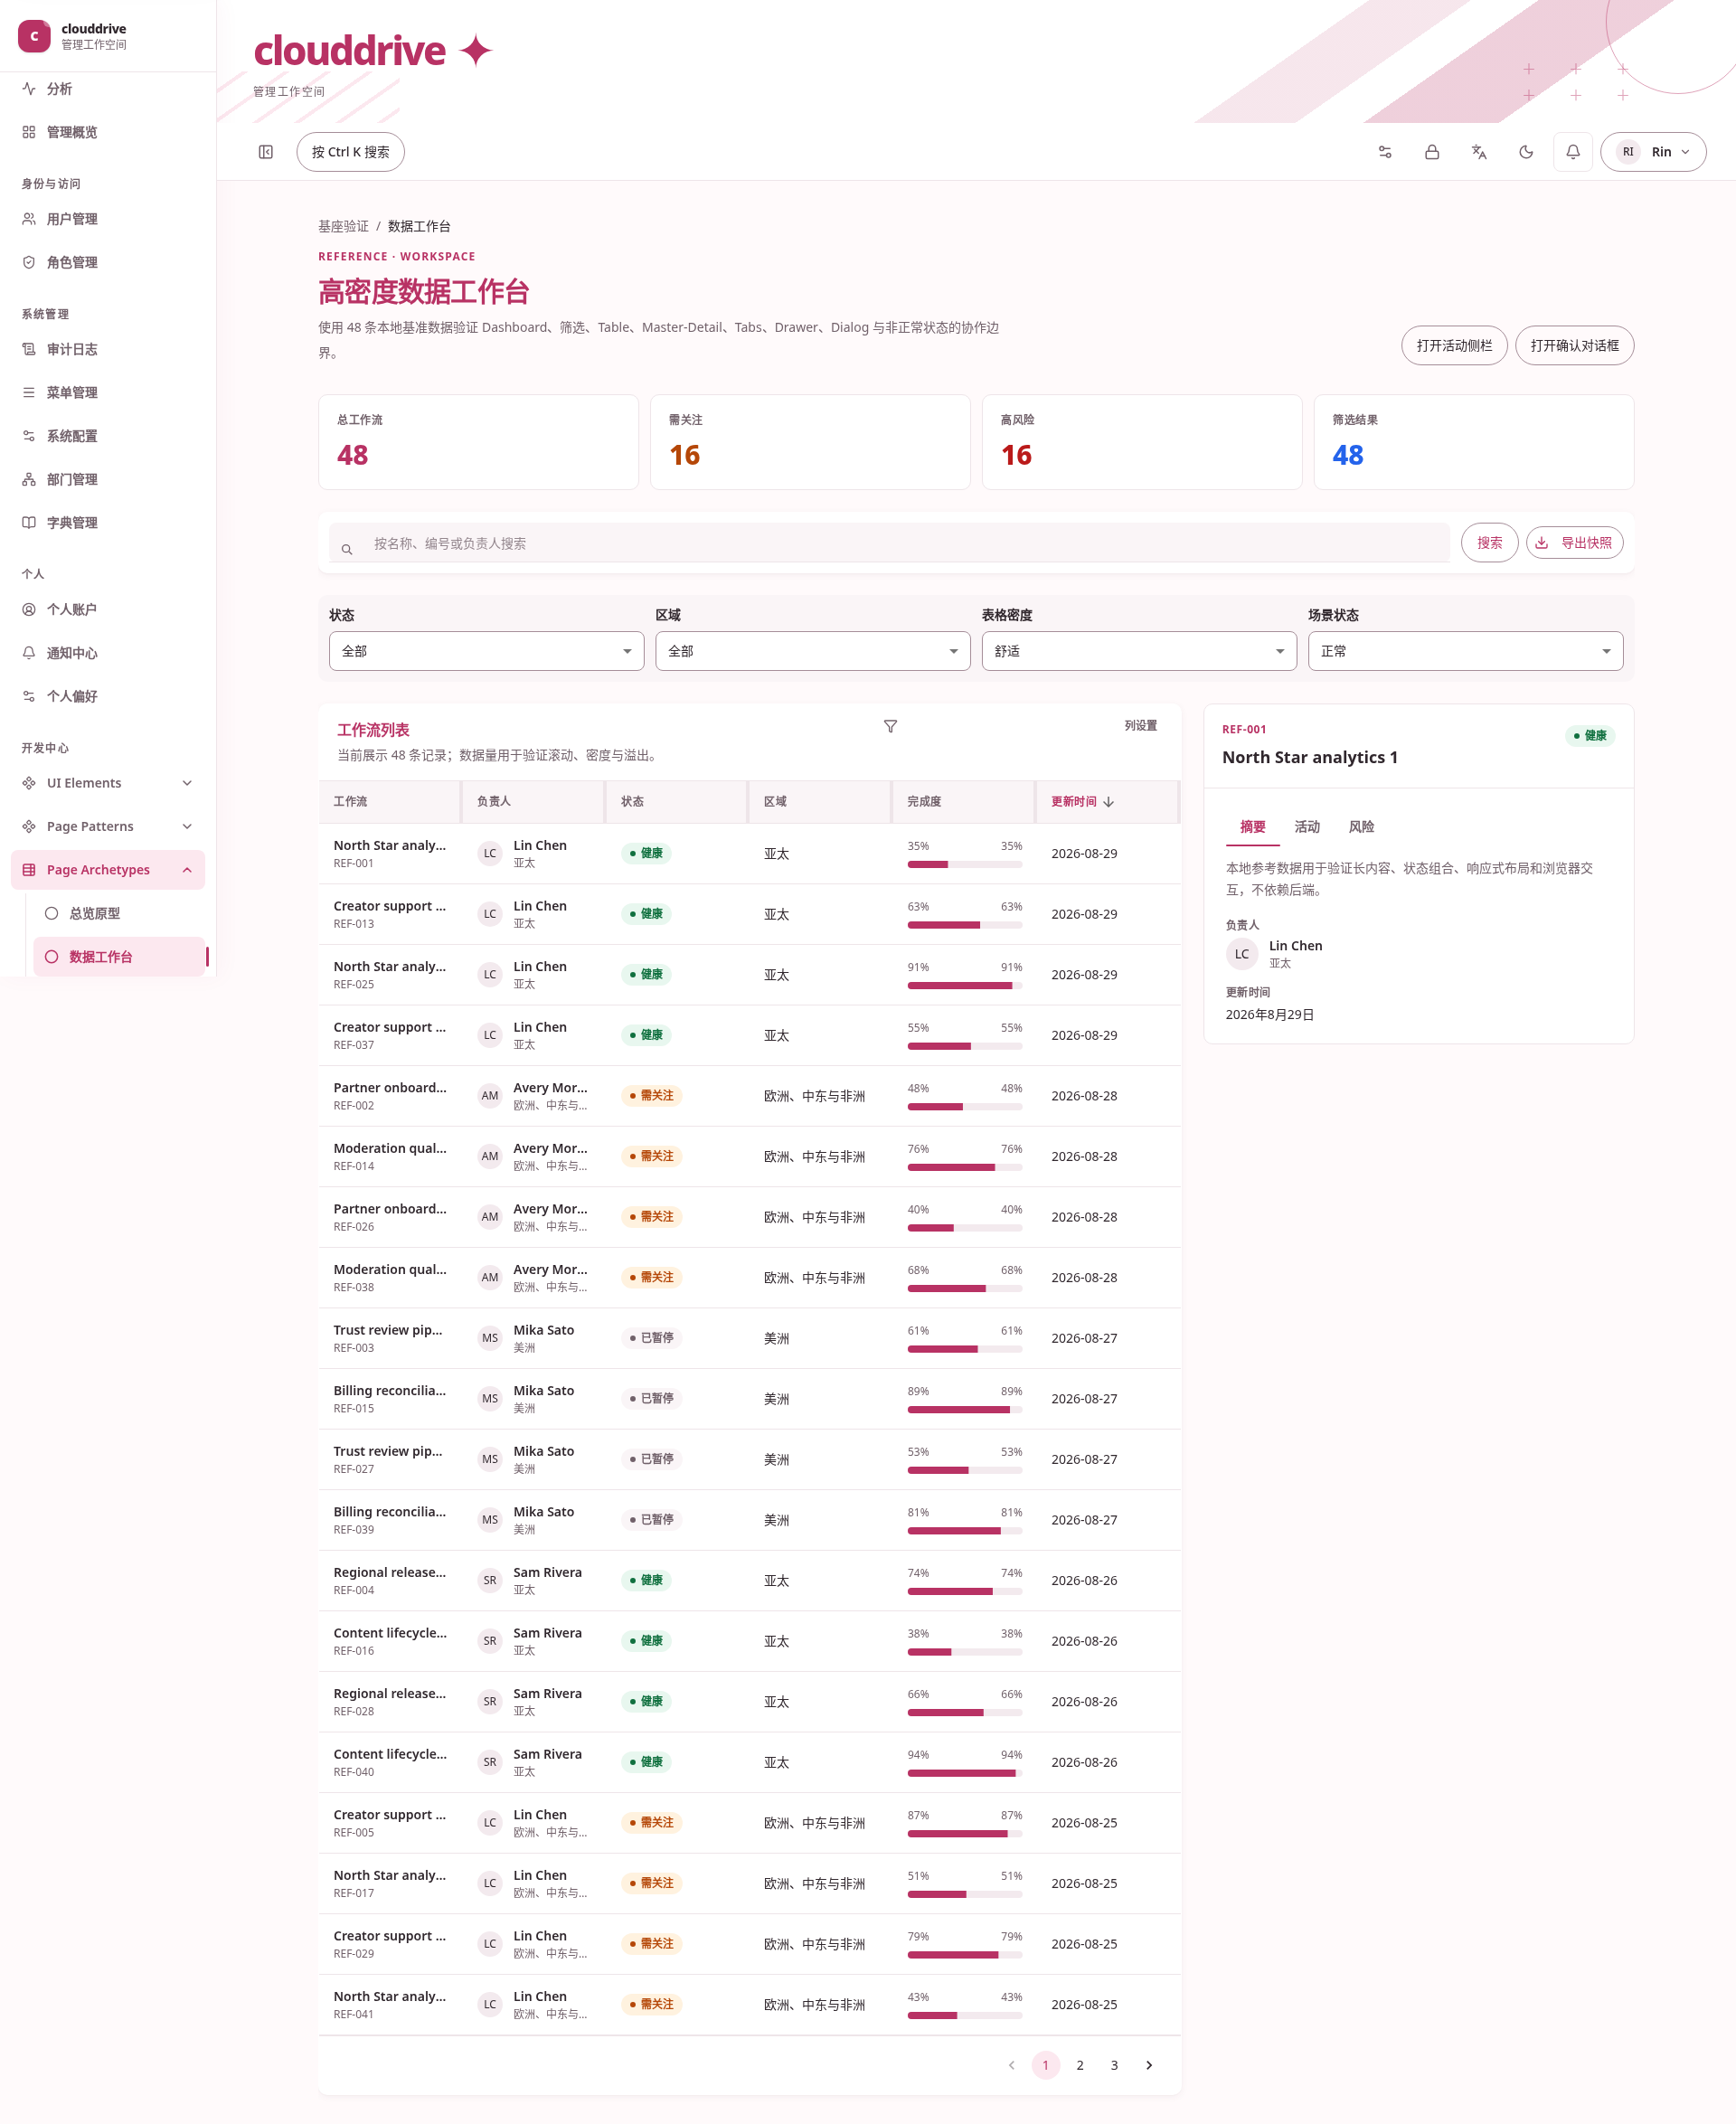 c
clouddrive
管理工作空间
分析
管理概览
身份与访问
用户管理
角色管理
系统管理
审计日志
菜单管理
系统配置
部门管理
字典管理
个人
个人账户
通知中心
个人偏好
开发中心
UI Elements
Page Patterns
Page Archetypes
总览原型
数据工作台
clouddrive
管理工作空间
按 Ctrl K 搜索
RI Rin
基座验证 / 数据工作台
REFERENCE · WORKSPACE
高密度数据工作台
使用 48 条本地基准数据验证 Dashboard、筛选、Table、Master-Detail、Tabs、Drawer、Dialog 与非正常状态的协作边
界。
打开活动侧栏 打开确认对话框
总工作流 需关注 高风险 筛选结果
48 16 16 48
按名称、编号或负责人搜索 搜索 导出快照
状态 区域 表格密度 场景状态
全部 全部 舒适 正常
工作流列表 列设置
当前展示 48 条记录；数据量用于验证滚动、密度与溢出。
工作流 负责人 状态 区域 完成度 更新时间
North Star analy... LC Lin Chen 健康 亚太 35% 35% 2026-08-29
REF-001 亚太
Creator support ... LC Lin Chen 健康 亚太 63% 63% 2026-08-29
REF-013 亚太
North Star analy... LC Lin Chen 健康 亚太 91% 91% 2026-08-29
REF-025 亚太
Creator support ... LC Lin Chen 健康 亚太 55% 55% 2026-08-29
REF-037 亚太
Partner onboard... AM Avery Mor... 需关注 欧洲、中东与非洲 48% 48% 2026-08-28
REF-002 欧洲、中东与...
Moderation qual... AM Avery Mor... 需关注 欧洲、中东与非洲 76% 76% 2026-08-28
REF-014 欧洲、中东与...
Partner onboard... AM Avery Mor... 需关注 欧洲、中东与非洲 40% 40% 2026-08-28
REF-026 欧洲、中东与...
Moderation qual... AM Avery Mor... 需关注 欧洲、中东与非洲 68% 68% 2026-08-28
REF-038 欧洲、中东与...
Trust review pip... MS Mika Sato 已暂停 美洲 61% 61% 2026-08-27
REF-003 美洲
Billing reconcilia... MS Mika Sato 已暂停 美洲 89% 89% 2026-08-27
REF-015 美洲
Trust review pip... MS Mika Sato 已暂停 美洲 53% 53% 2026-08-27
REF-027 美洲
Billing reconcilia... MS Mika Sato 已暂停 美洲 81% 81% 2026-08-27
REF-039 美洲
Regional release... SR Sam Rivera 健康 亚太 74% 74% 2026-08-26
REF-004 亚太
Content lifecycle... SR Sam Rivera 健康 亚太 38% 38% 2026-08-26
REF-016 亚太
Regional release... SR Sam Rivera 健康 亚太 66% 66% 2026-08-26
REF-028 亚太
Content lifecycle... SR Sam Rivera 健康 亚太 94% 94% 2026-08-26
REF-040 亚太
Creator support ... LC Lin Chen 需关注 欧洲、中东与非洲 87% 87% 2026-08-25
REF-005 欧洲、中东与...
North Star analy... LC Lin Chen 需关注 欧洲、中东与非洲 51% 51% 2026-08-25
REF-017 欧洲、中东与...
Creator support ... LC Lin Chen 需关注 欧洲、中东与非洲 79% 79% 2026-08-25
REF-029 欧洲、中东与...
North Star analy... LC Lin Chen 需关注 欧洲、中东与非洲 43% 43% 2026-08-25
REF-041 欧洲、中东与...
1 2 3
REF-001 健康
North Star analytics 1
摘要 活动 风险
本地参考数据用于验证长内容、状态组合、响应式布局和浏览器交
互，不依赖后端。
负责人
LC Lin Chen
亚太
更新时间
2026年8月29日